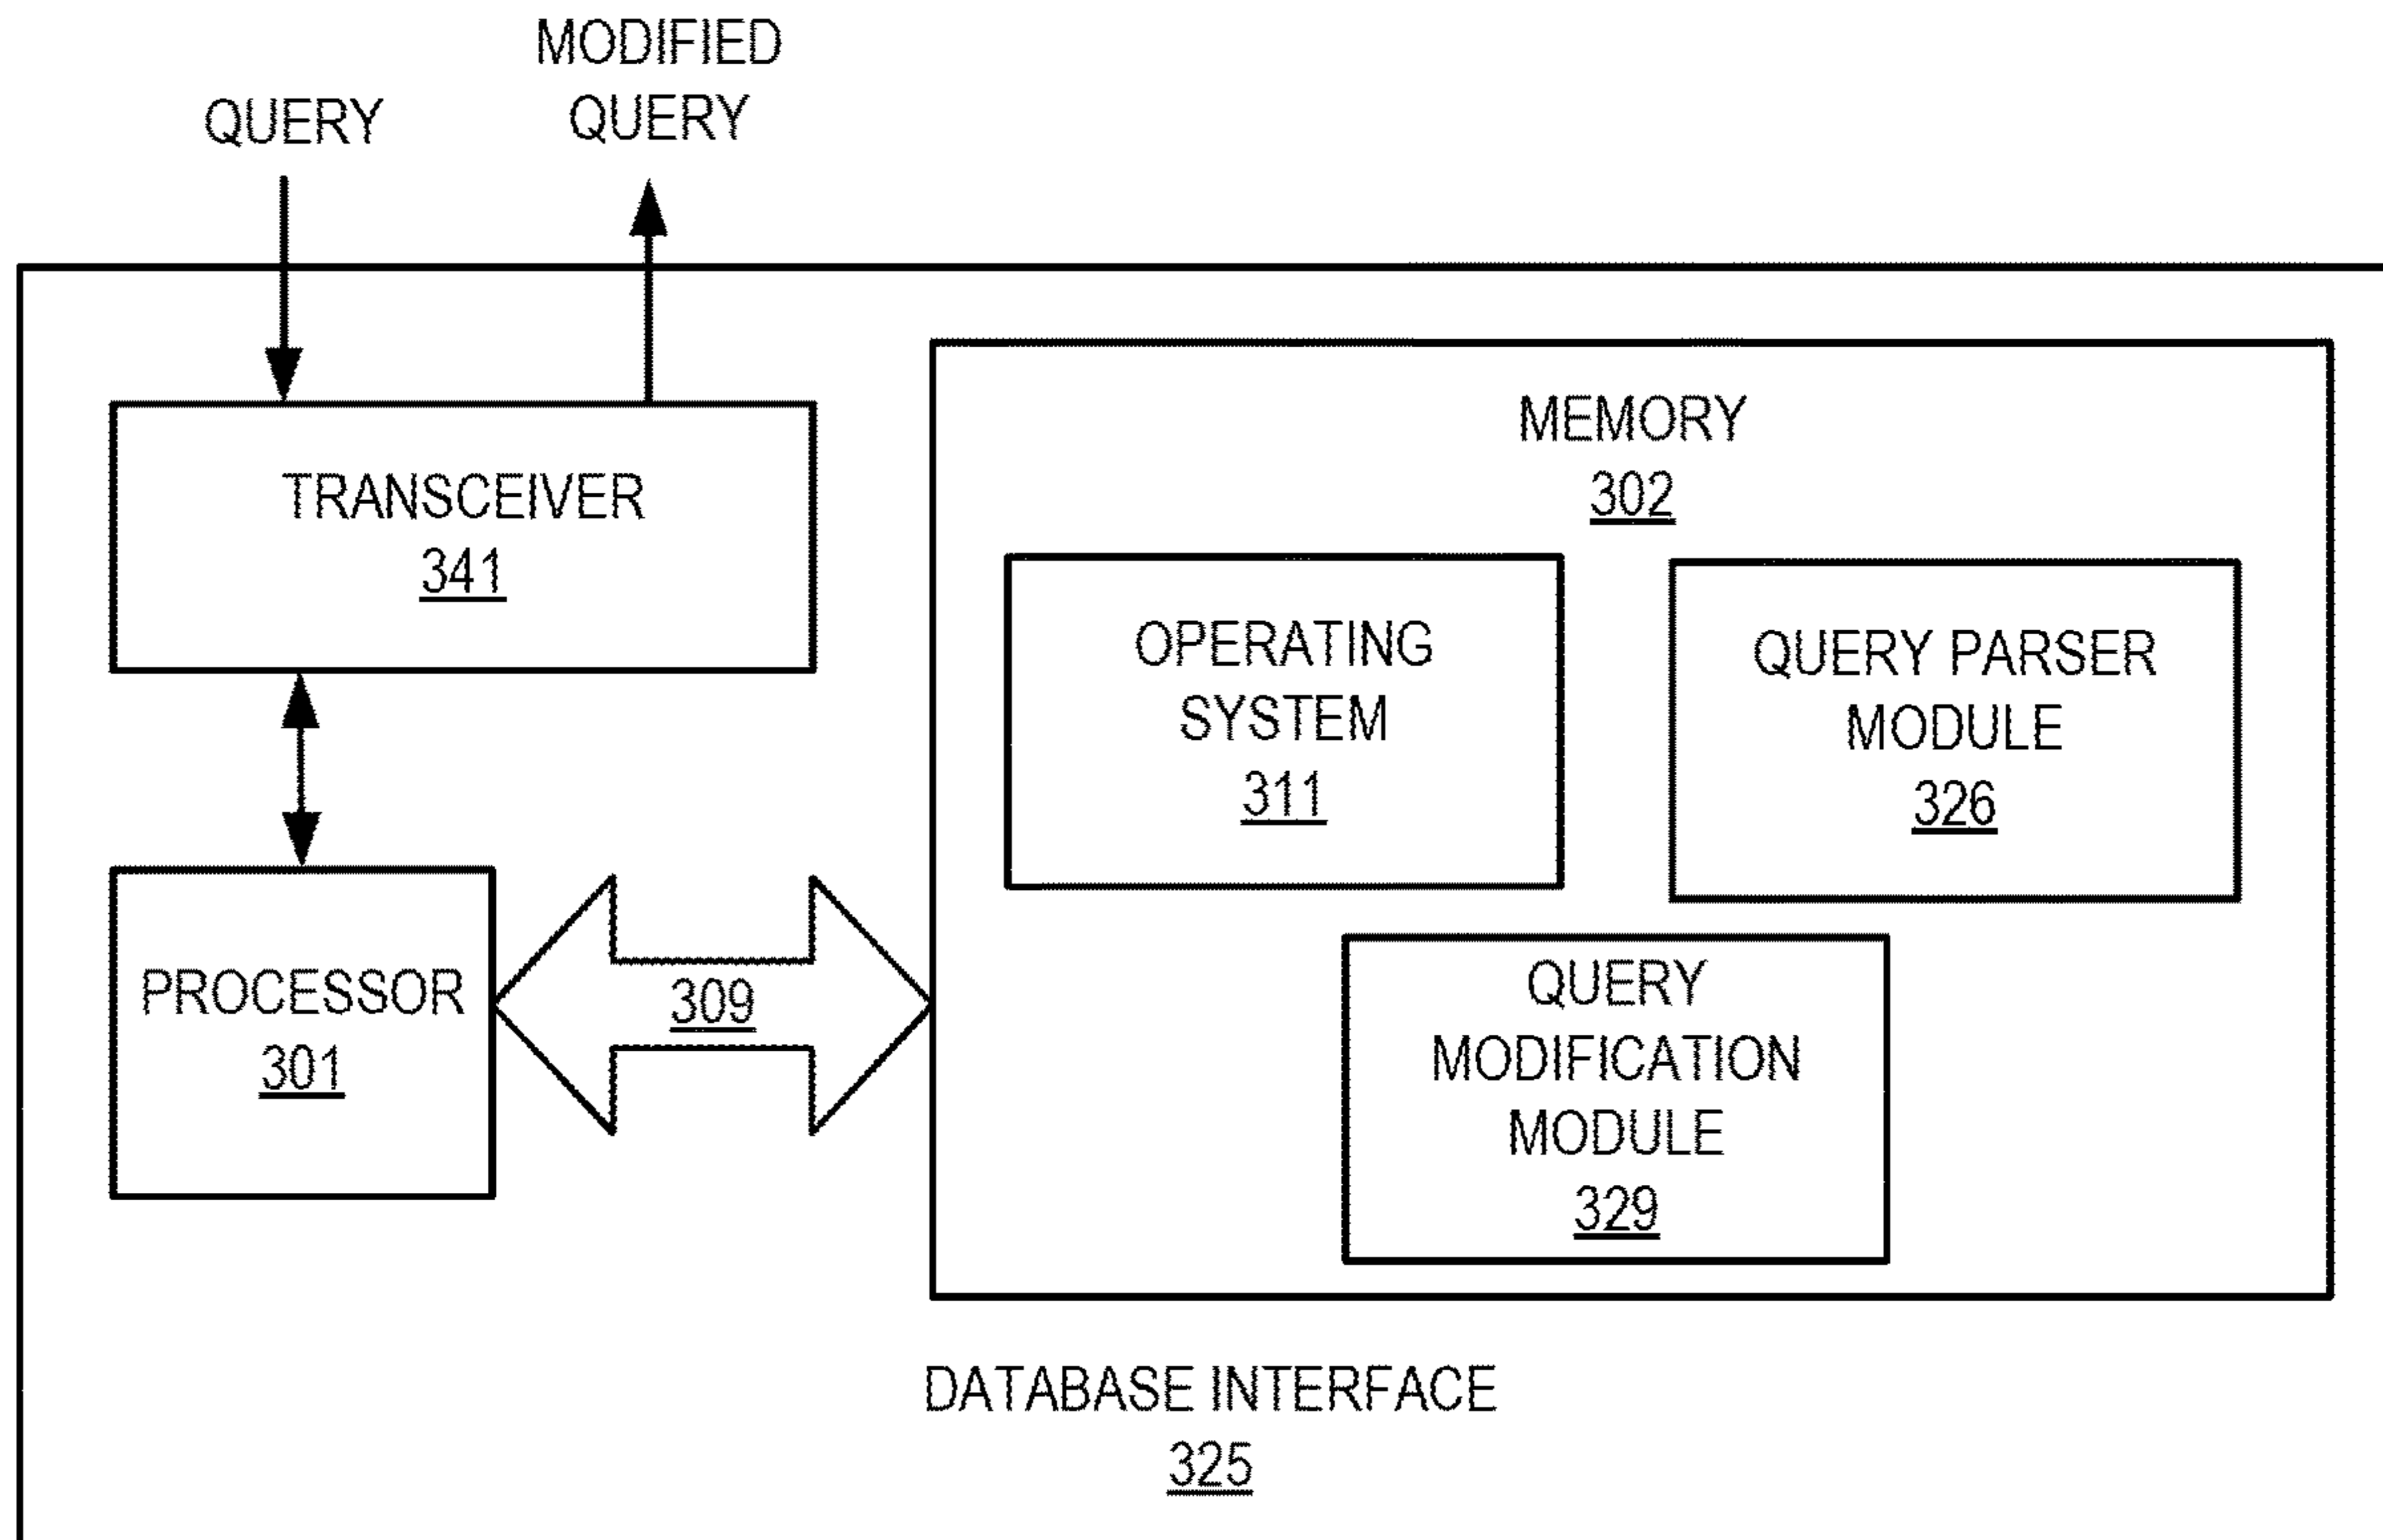 MODIFIED
QUERY
QUERY
TRANSCEIVER
341
PROCESSOR
301
309
MEMORY
302
OPERATING
SYSTEM
311
QUERY PARSER
MODULE
326
QUERY
MODIFICATION
MODULE
329
DATABASE INTERFACE
325